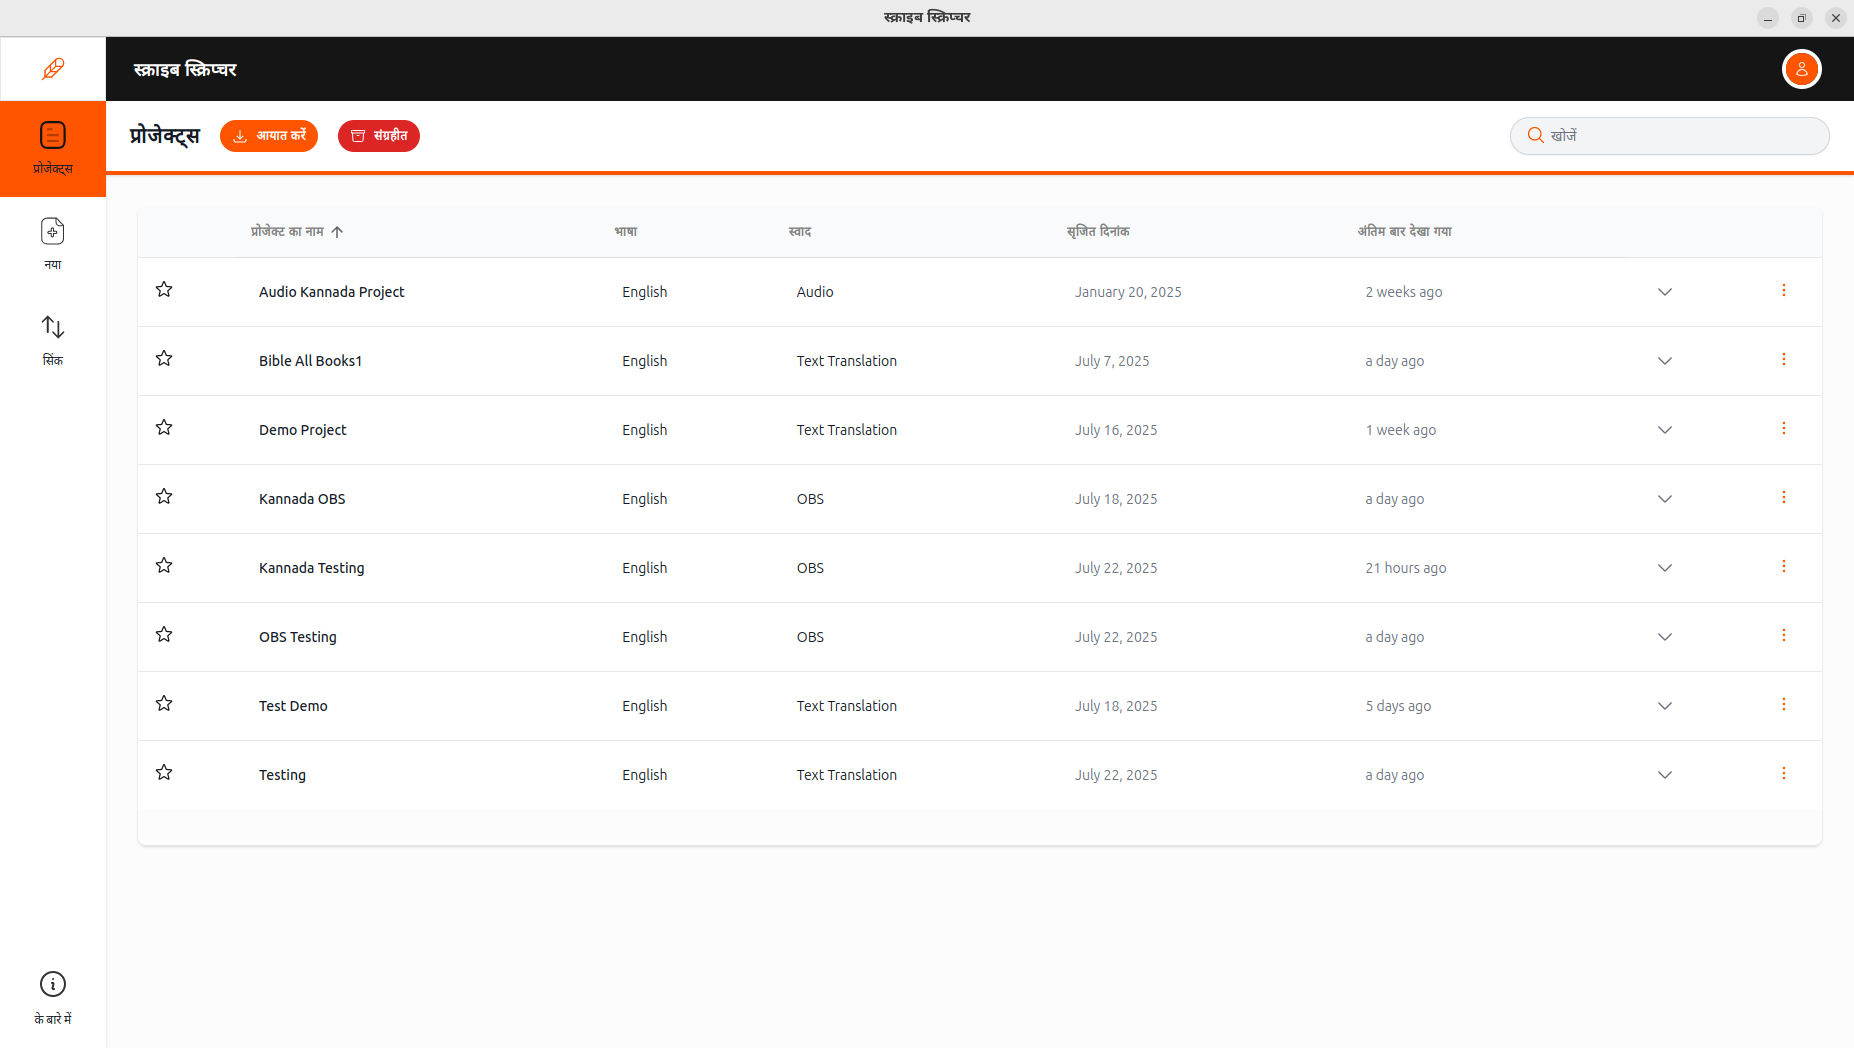 स्क्राइब स्क्रिप्चर
स्क्राइब स्क्रिप्चर
प्रोजेक्ट्स
नया
सिंक
के बारे में
प्रोजेक्ट्स आयात करें संग्रहीत खोजें
प्रोजेक्ट का नाम भाषा स्वाद सृजित दिनांक अंतिम बार देखा गया
Audio Kannada Project English Audio January 20, 2025 2 weeks ago
Bible All Books1 English Text Translation July 7, 2025 a day ago
Demo Project English Text Translation July 16, 2025 1 week ago
Kannada OBS English OBS July 18, 2025 a day ago
Kannada Testing English OBS July 22, 2025 21 hours ago
OBS Testing English OBS July 22, 2025 a day ago
Test Demo English Text Translation July 18, 2025 5 days ago
Testing English Text Translation July 22, 2025 a day ago